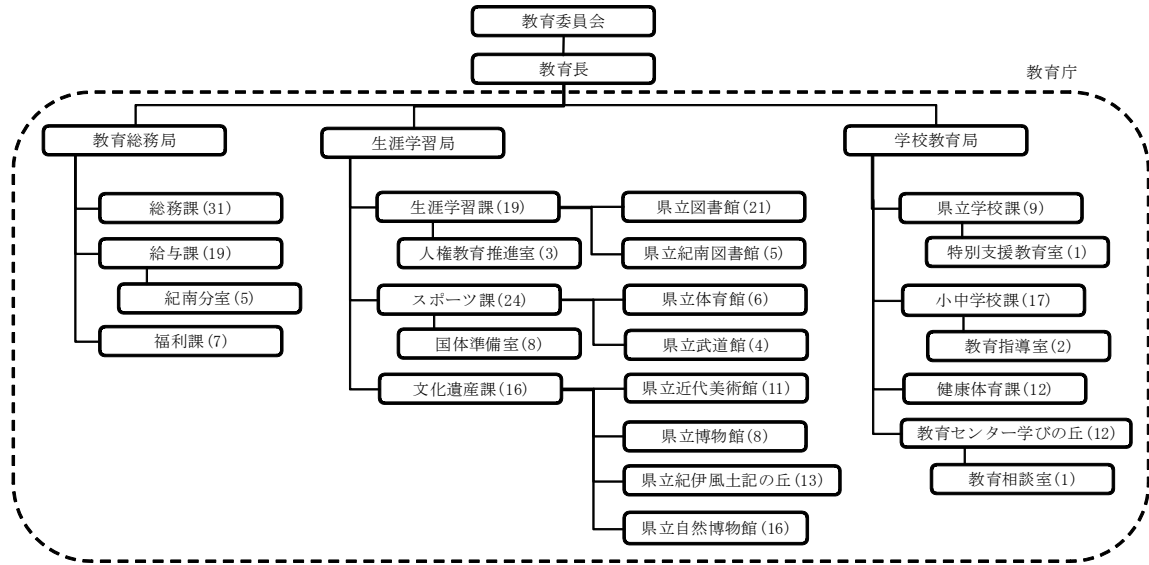 教育委員会
教育長
教育庁
教育総務局
総務課(31)
給与課(19)
紀南分室(5)
福利課(7)
生涯学習局
生涯学習課(19)
人権教育推進室(3)
県立図書館(21)
県立紀南図書館(5)
スポーツ課(24)
国体準備室(8)
県立体育館(6)
県立武道館(4)
文化遺産課(16)
県立近代美術館(11)
県立博物館(8)
県立紀伊風土記の丘(13)
県立自然博物館(16)
学校教育局
県立学校課(9)
特別支援教育室(1)
小中学校課(17)
教育指導室(2)
健康体育課(12)
教育センター学びの丘(12)
教育相談室(1)